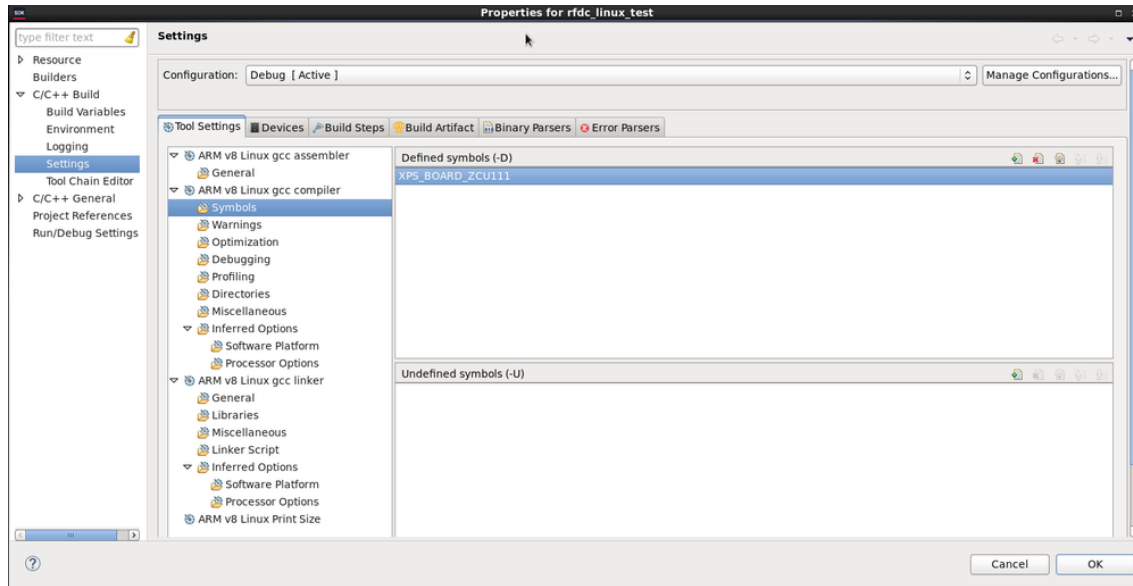 SDK
Properties for rfdc_linux_test
type filter text
Resource
Builders
C/C++ Build
Build Variables
Environment
Logging
Settings
Tool Chain Editor
C/C++ General
Project References
Run/Debug Settings
Settings
Configuration: Debug [ Active ] Manage Configurations...
Tool Settings Devices Build Steps Build Artifact Binary Parsers Error Parsers
ARM v8 Linux gcc assembler
General
ARM v8 Linux gcc compiler
Symbols
Warnings
Optimization
Debugging
Profiling
Directories
Miscellaneous
Inferred Options
Software Platform
Processor Options
ARM v8 Linux gcc linker
General
Libraries
Miscellaneous
Linker Script
Inferred Options
Software Platform
Processor Options
ARM v8 Linux Print Size
Defined symbols (-D)
XPS_BOARD_ZCU111
Undefined symbols (-U)
Cancel OK